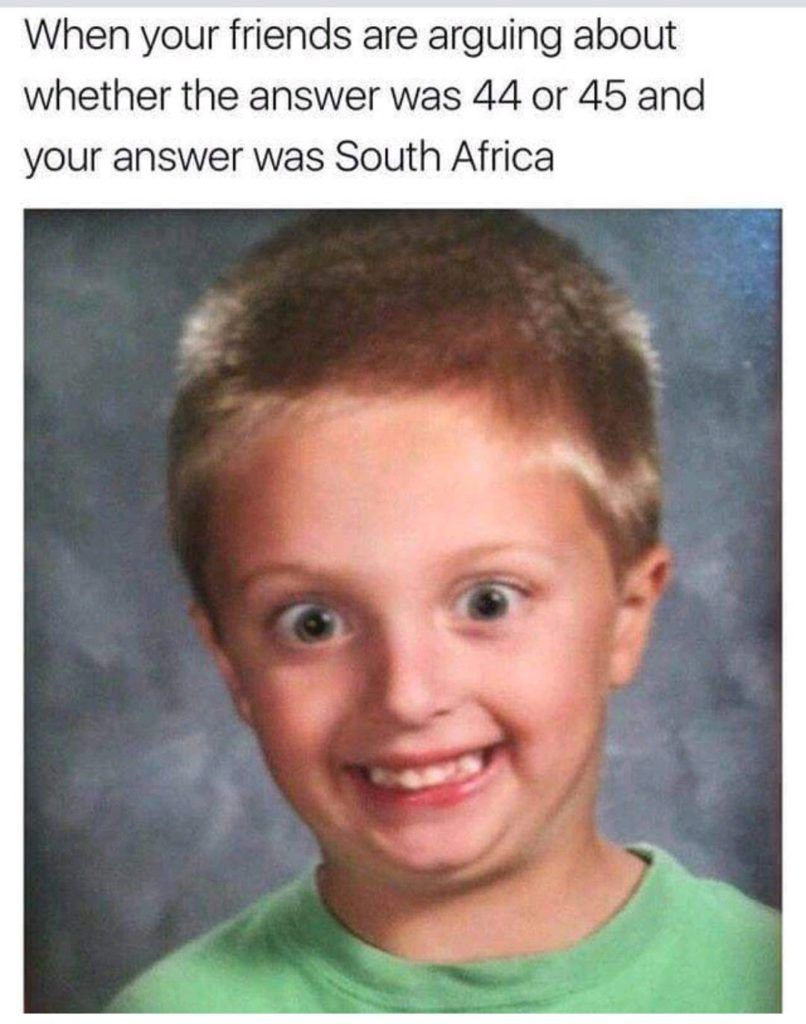 When your friends are arguing about
whether the answer was 44 or 45 and
your answer was South Africa